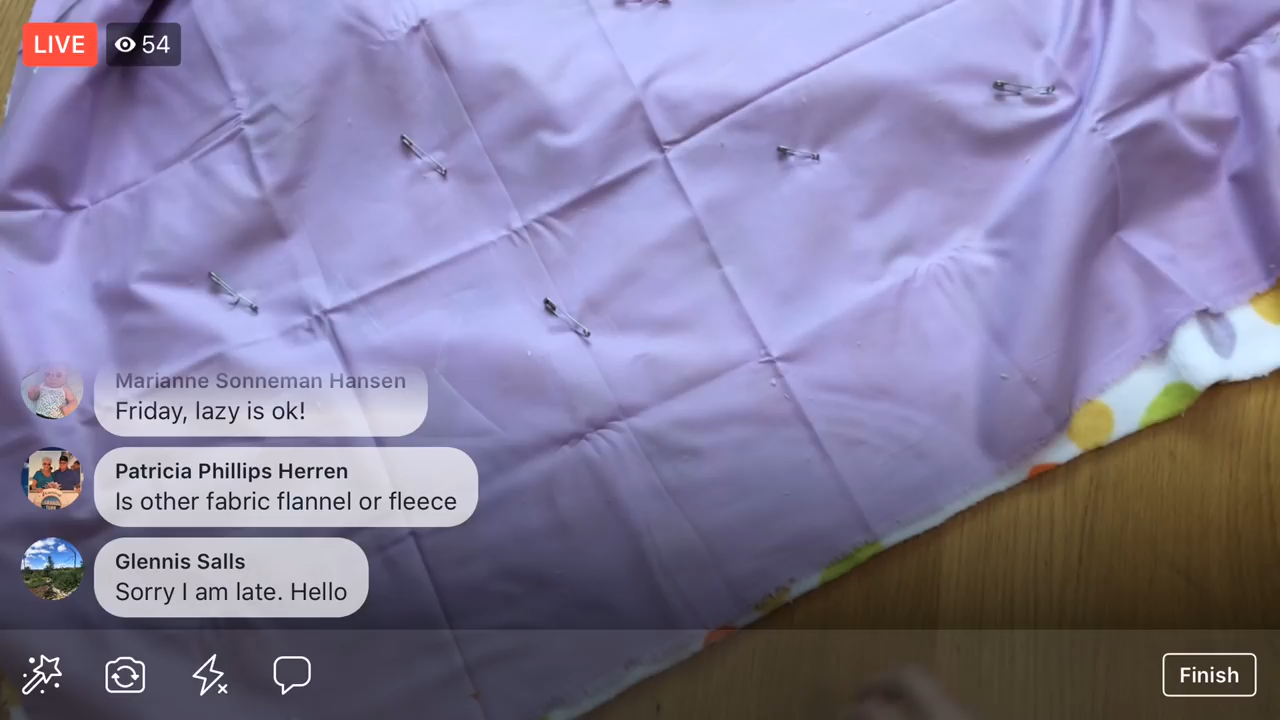 LIVE 54
Marianne Sonneman Hansen
Friday, lazy is ok!
Patricia Phillips Herren
Is other fabric flannel or fleece
Glennis Salls
Sorry I am late. Hello
Finish